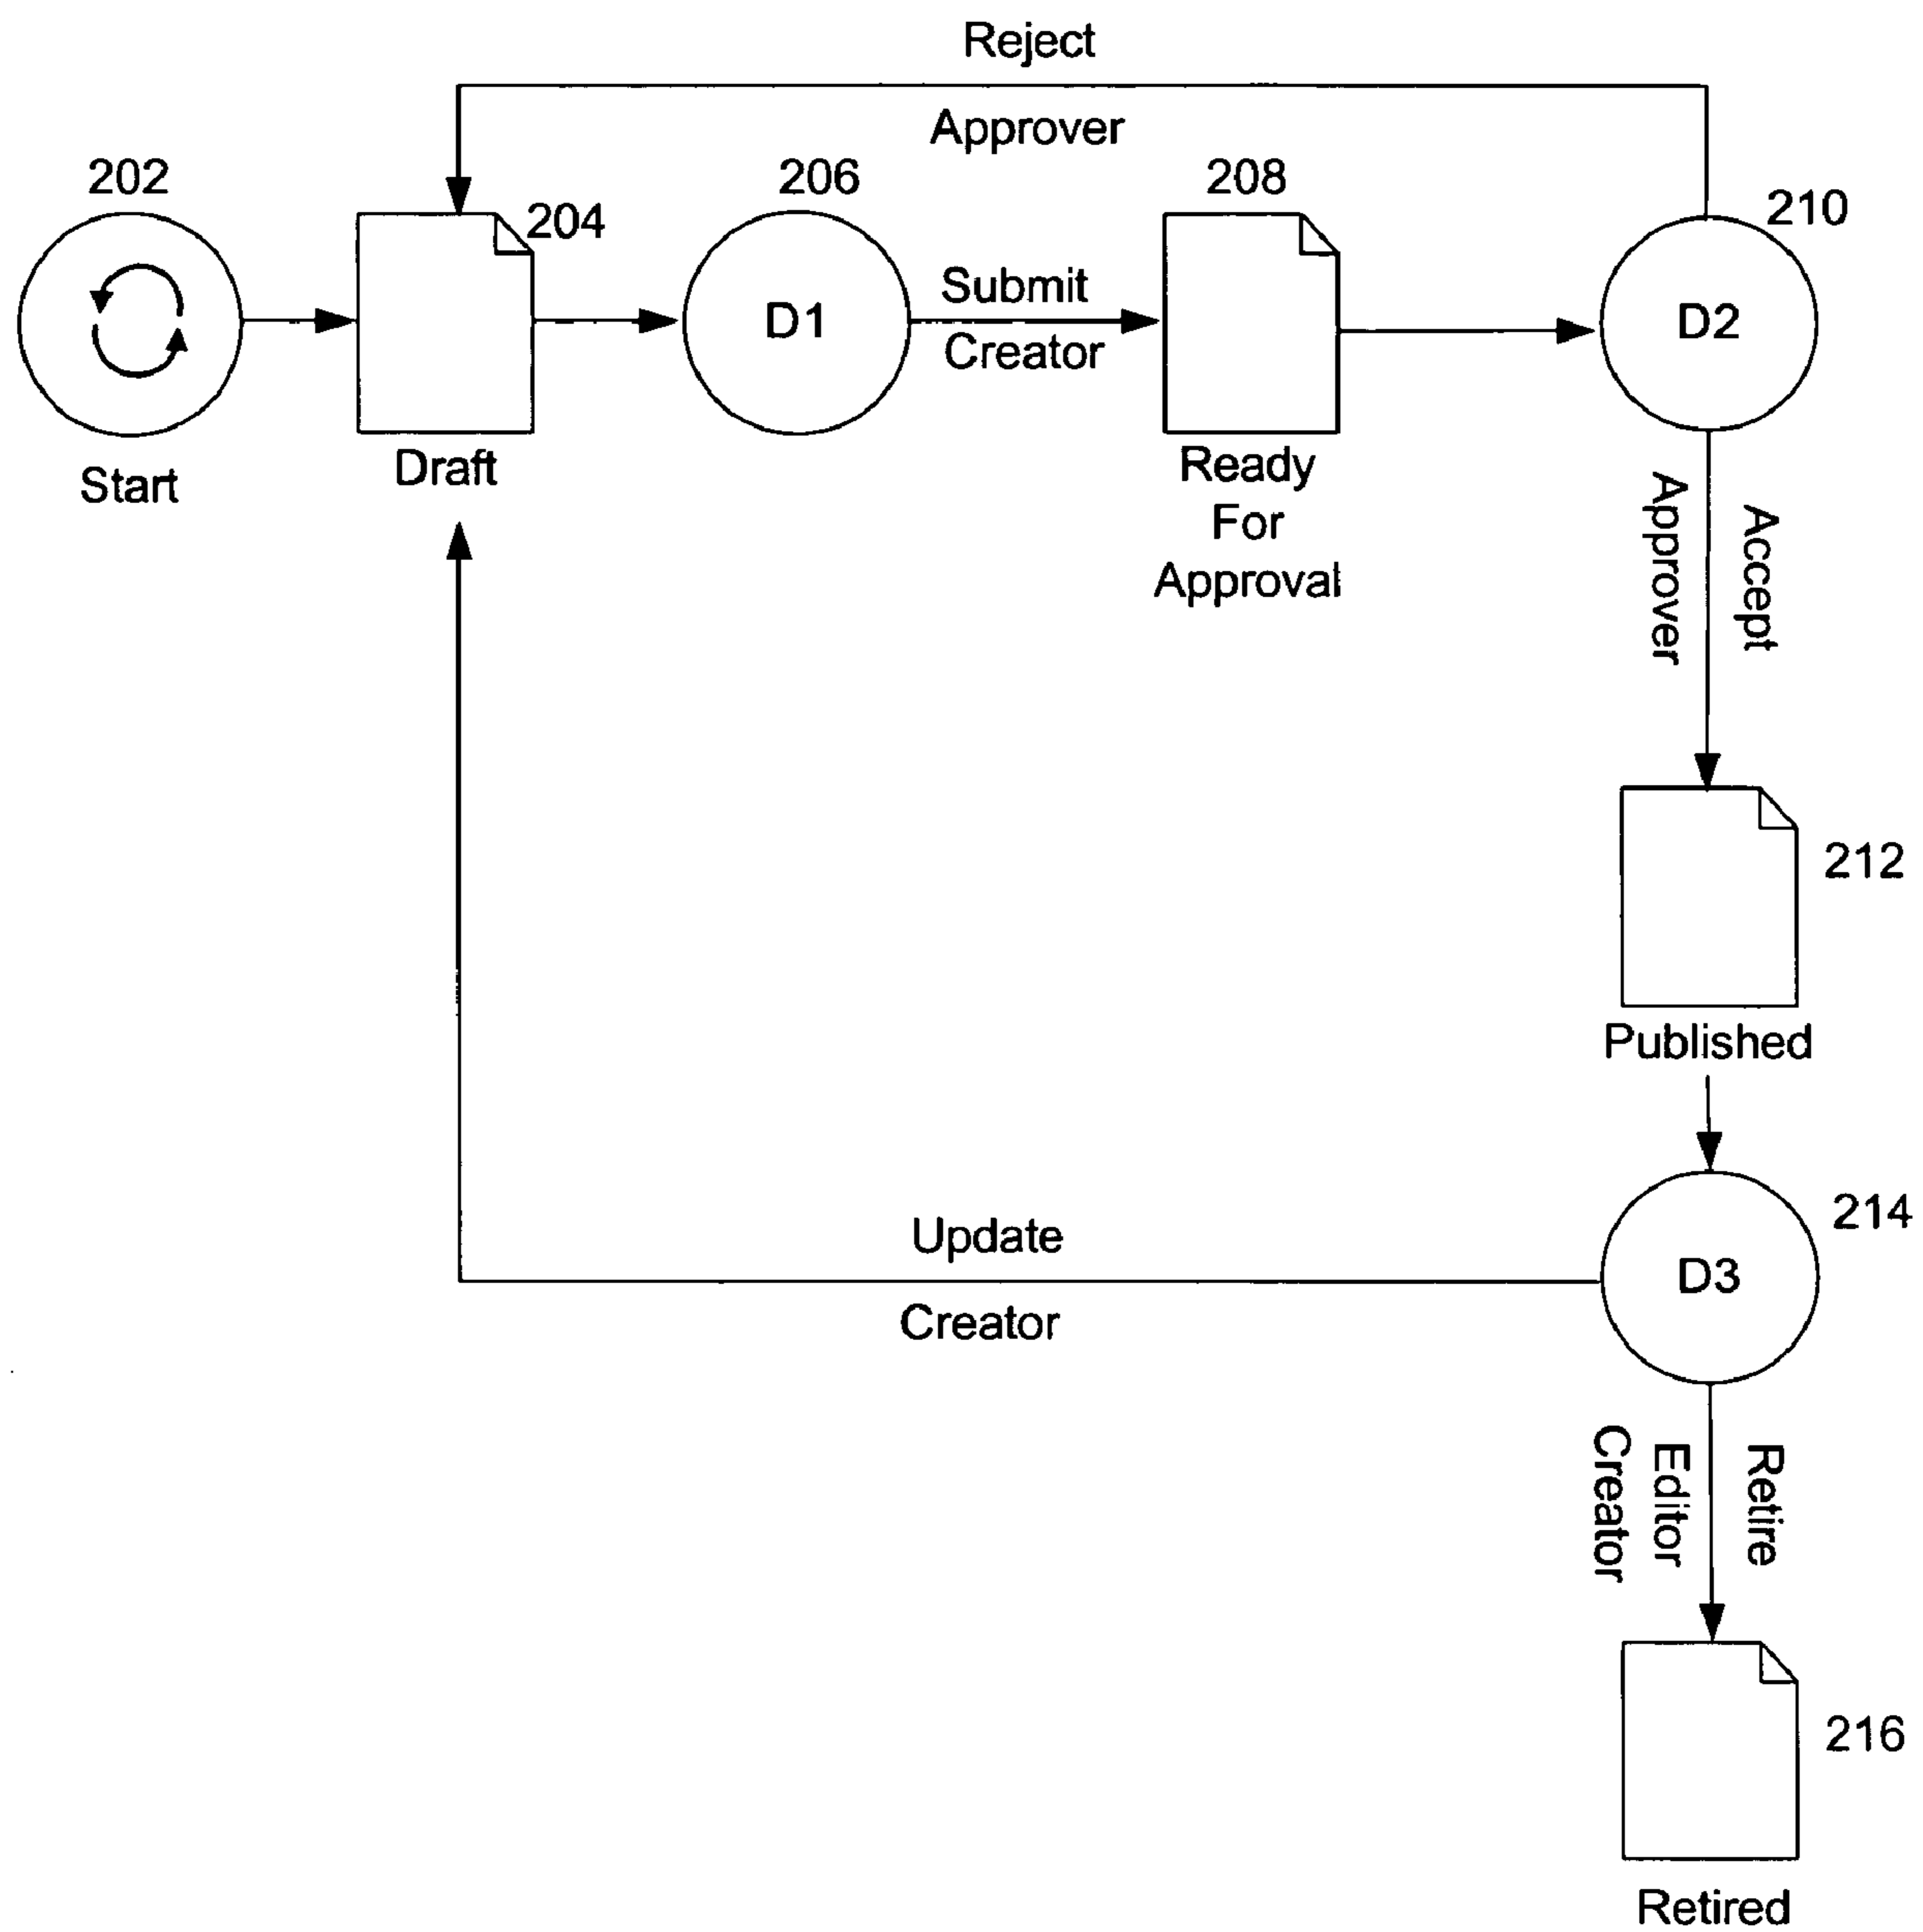 Reject
Approver
202
206
208
210
204
D1
Submit
Creator
D2
Start
Draft
Ready
For
Approval
Accept
Approver
212
Published
214
D3
Update
Creator
Retire
Editor
Creator
216
Retired